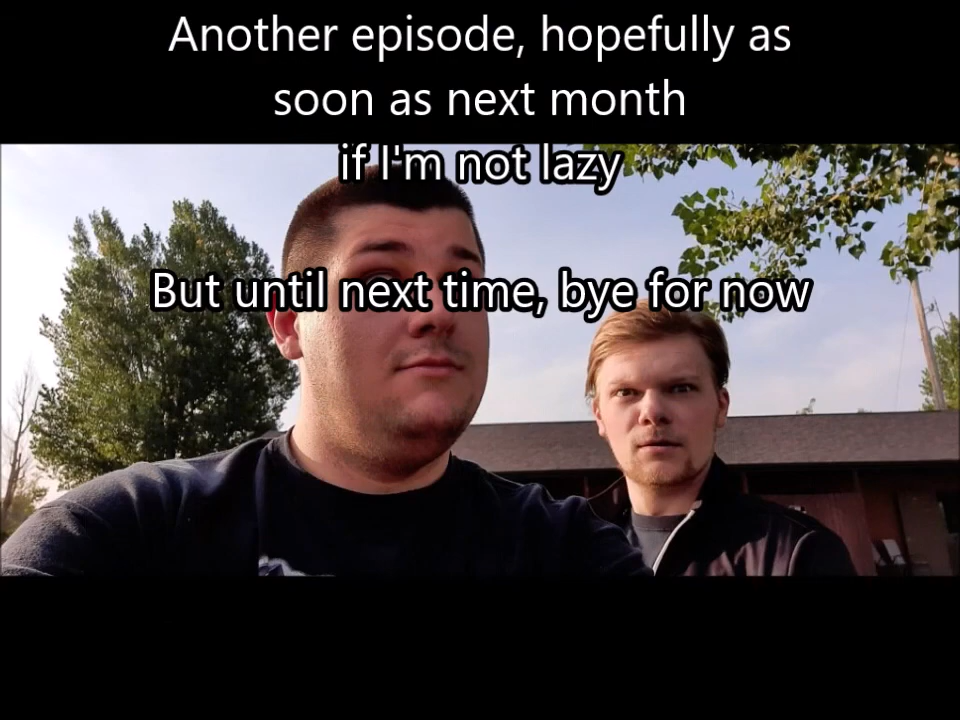 Another episode, hopefully as
soon as next month
if I'm not lazy
But until next time, bye for now